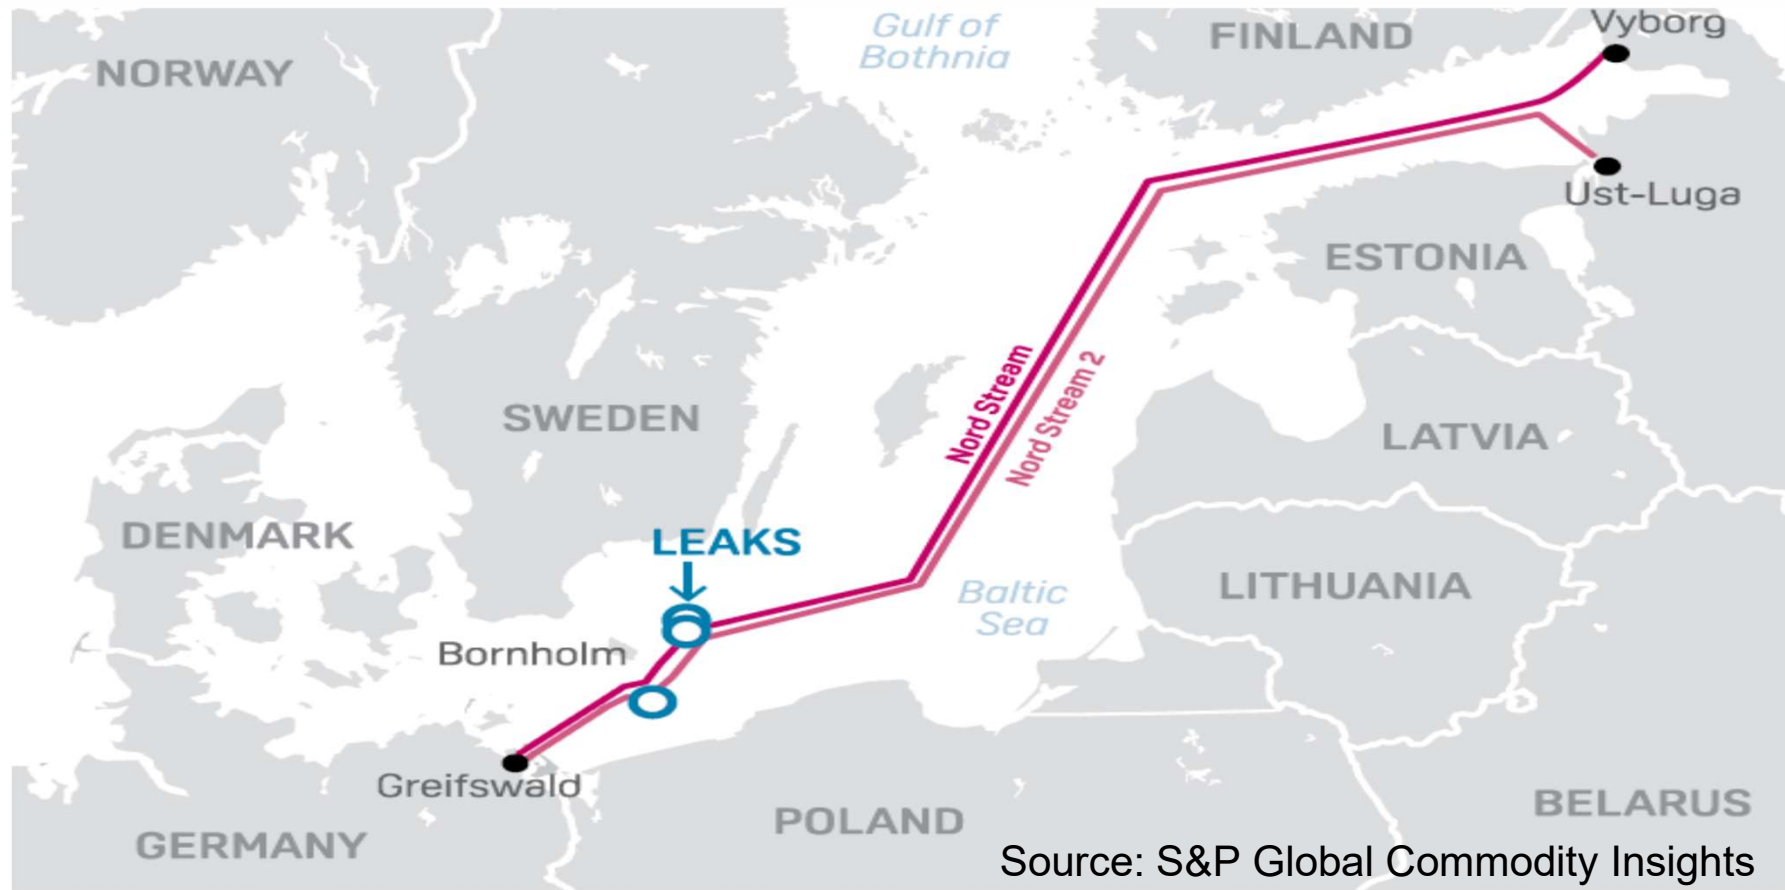 Gulf of
Bothnia
FINLAND
Vyborg
NORWAY
Ust-Luga
ESTONIA
Nord Stream
Nord Stream 2
SWEDEN
LATVIA
DENMARK
LEAKS
LITHUANIA
Baltic
Sea
Bornholm
Greifswald
POLAND
BELARUS
GERMANY
Source: S&P Global Commodity Insights